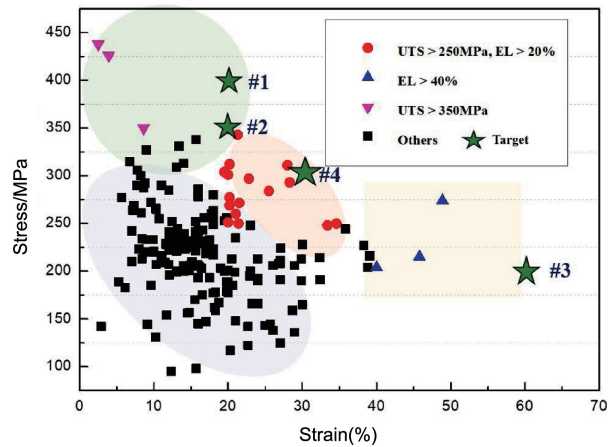 450
400
350
300
250
200
150
100
Stress/MPa
0
10
20
30
40
50
60
70
Strain(%)
UTS > 250MPa, EL > 20%
EL > 40%
UTS > 350MPa
Others
Target
#1
#2
#4
#3